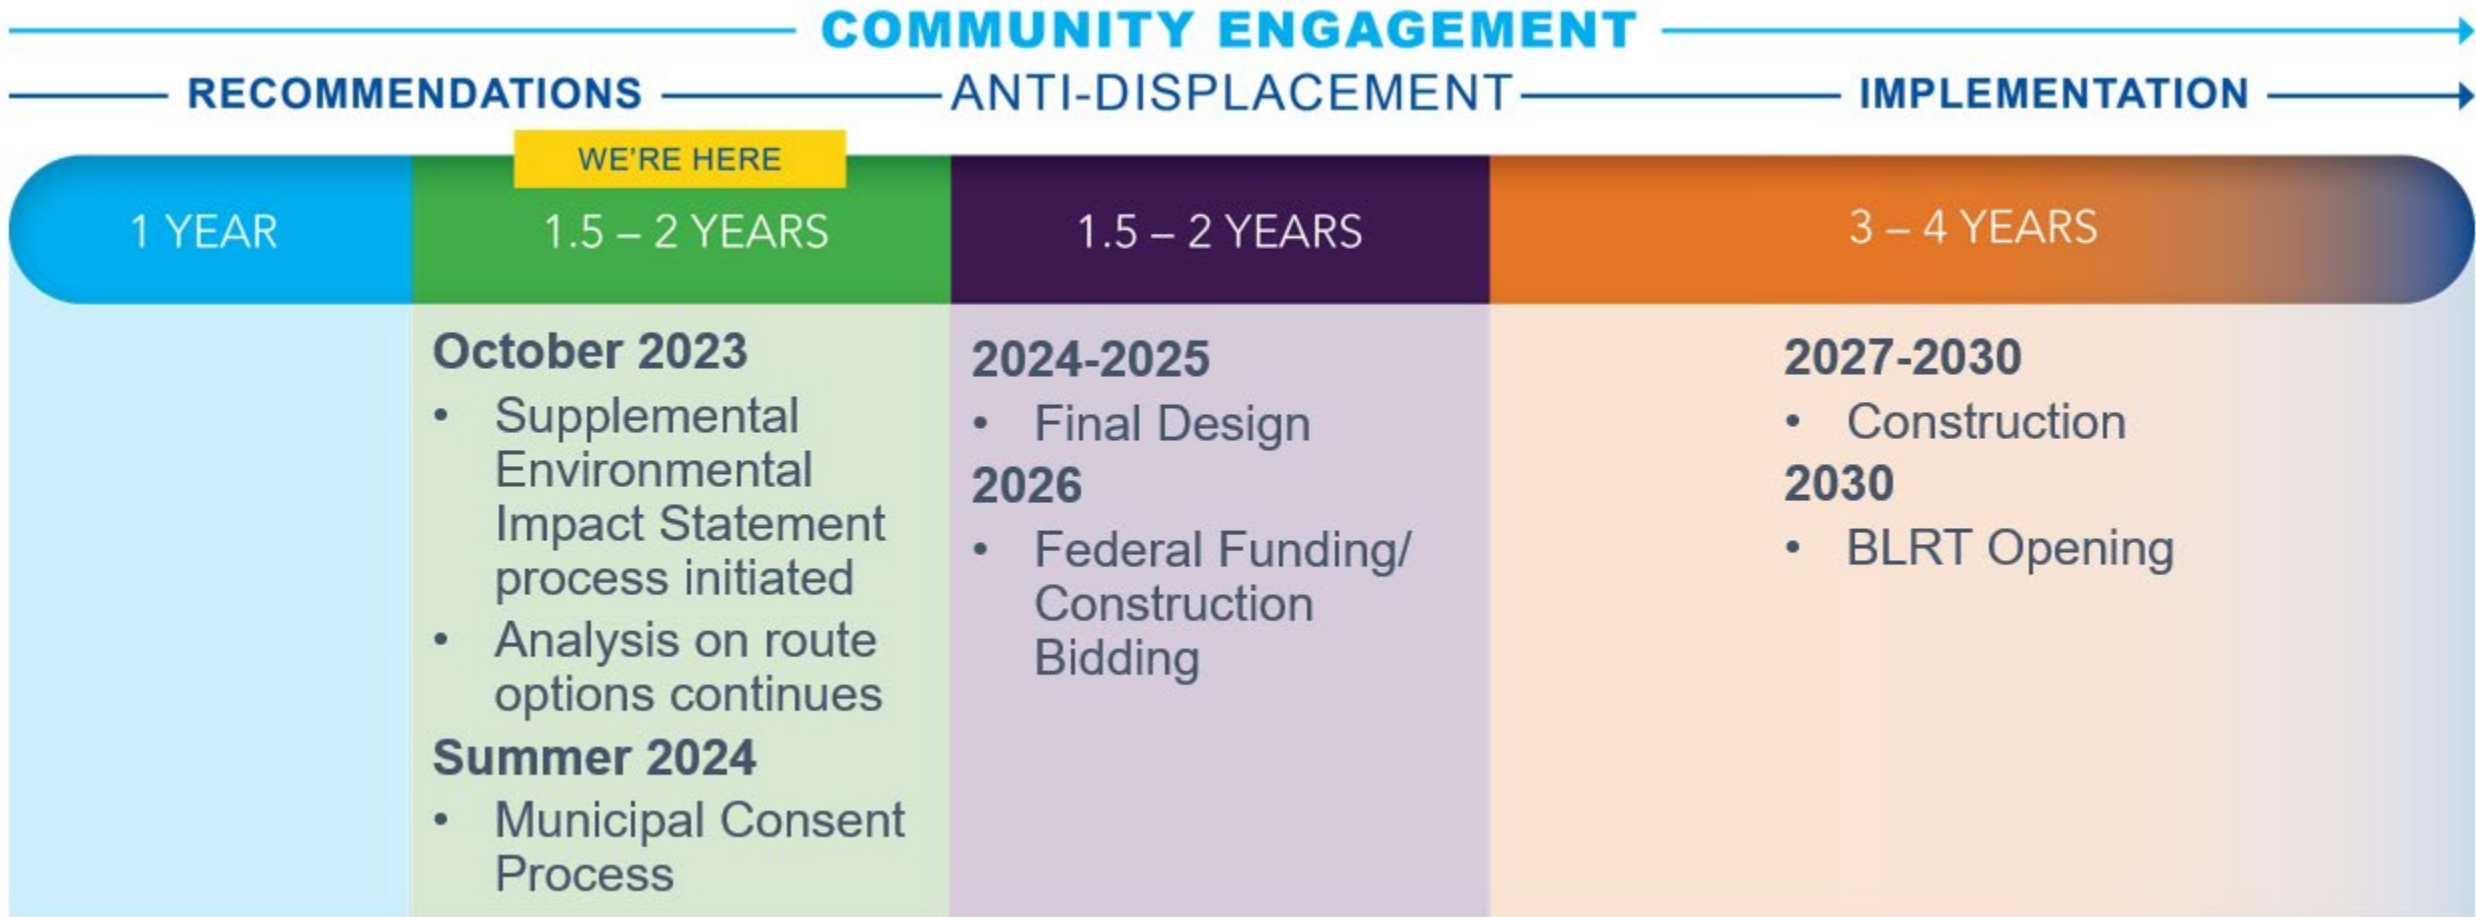 COMMUNITY ENGAGEMENT
RECOMMENDATIONS
ANTI-DISPLACEMENT
IMPLEMENTATION
WE'RE HERE
1 YEAR
1.5 – 2 YEARS
1.5 – 2 YEARS
3 – 4 YEARS
October 2023
• Supplemental
Environmental
Impact Statement
process initiated
• Analysis on route
options continues
Summer 2024
• Municipal Consent
Process
2024-2025
• Final Design
2026
• Federal Funding/
Construction
Bidding
2027-2030
• Construction
2030
• BLRT Opening